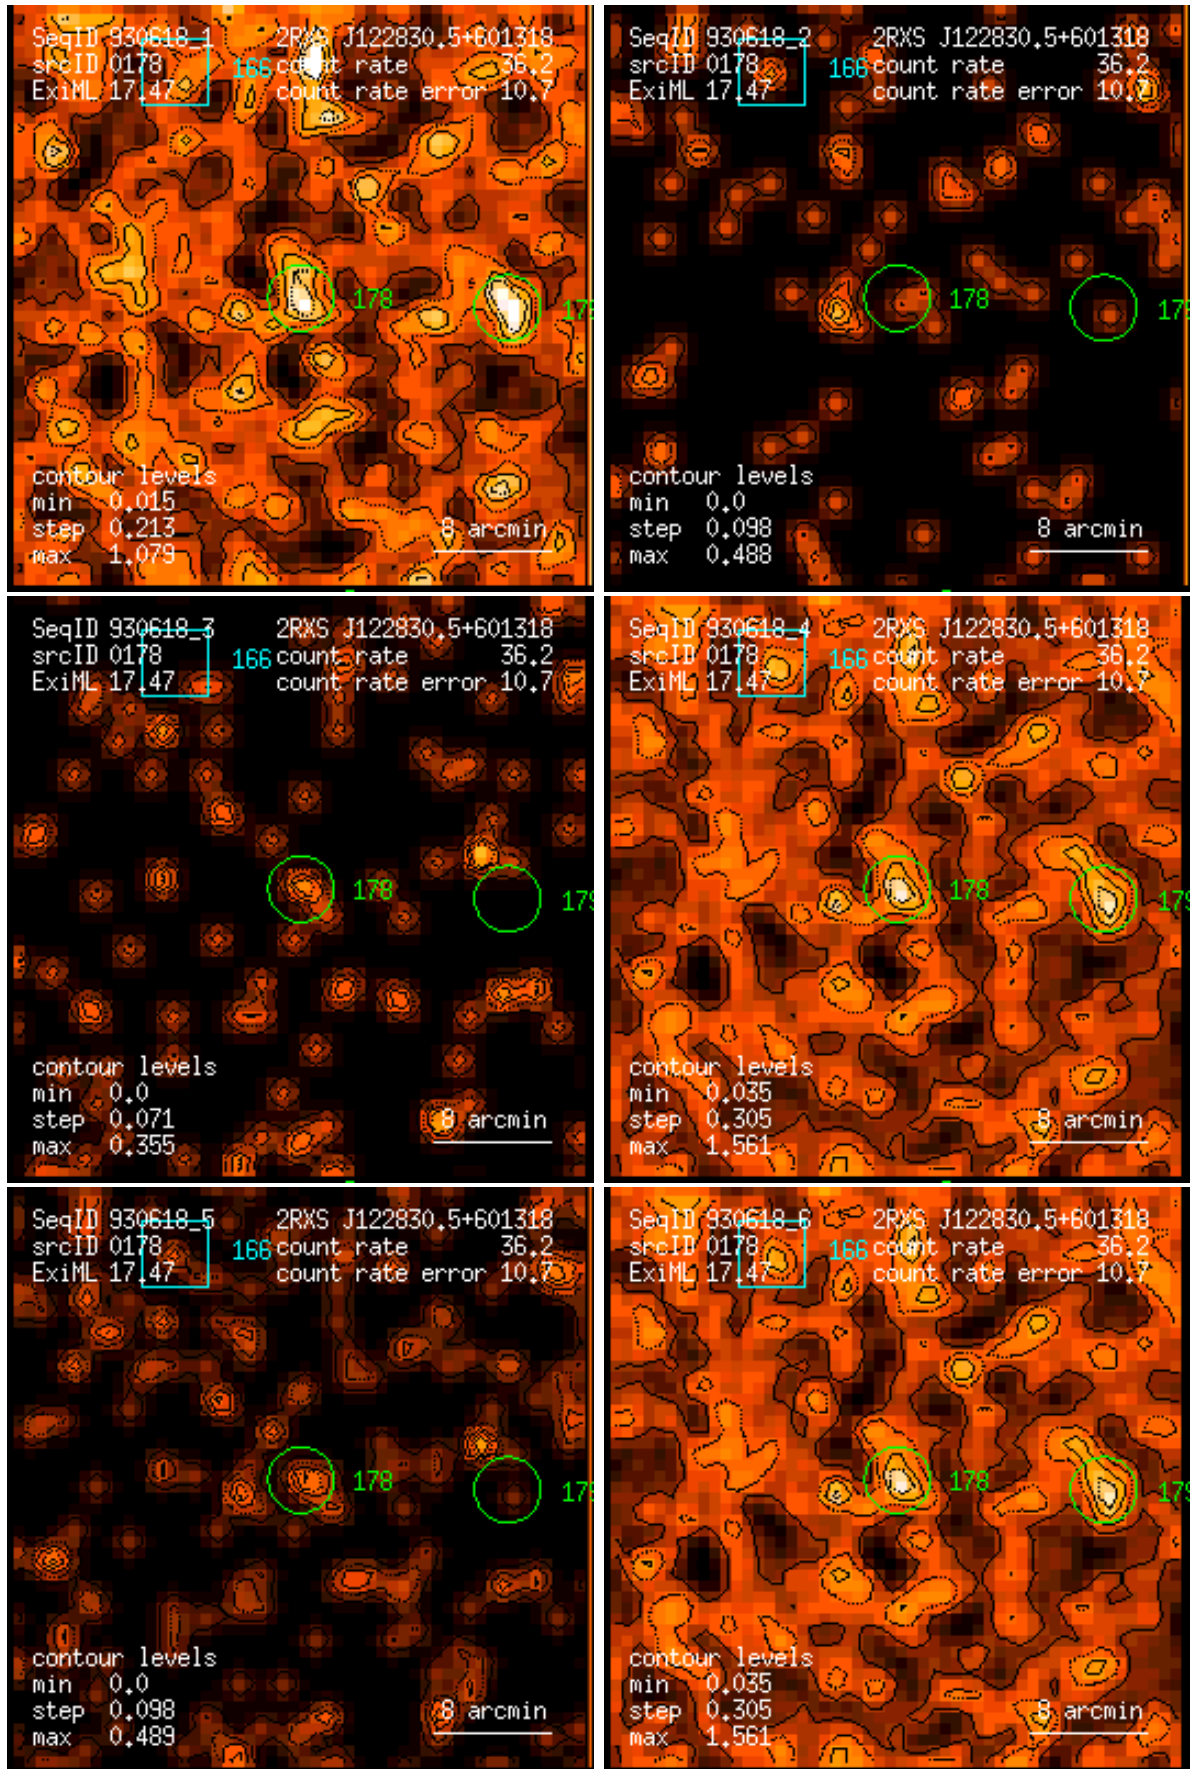 SeqID 930618_1 2RXS J122830.5+601318
srcID 0178 166 count rate 36.2
ExiML 17.47 count rate error 10.7
178 179
contour levels
min 0.015
step 0.213 8 arcmin
max 1.079
SeqID 930618_2 2RXS J122830.5+601318
srcID 0178 166 count rate 36.2
ExiML 17.47 count rate error 10.7
178 179
contour levels
min 0.0
step 0.098 8 arcmin
max 0.488
SeqID 930618_3 2RXS J122830.5+601318
srcID 0178 166 count rate 36.2
ExiML 17.47 count rate error 10.7
178 179
contour levels
min 0.0
step 0.071 8 arcmin
max 0.355
SeqID 930618_4 2RXS J122830.5+601318
srcID 0178 166 count rate 36.2
ExiML 17.47 count rate error 10.7
178 179
contour levels
min 0.035
step 0.305 8 arcmin
max 1.561
SeqID 930618_5 2RXS J122830.5+601318
srcID 0178 166 count rate 36.2
ExiML 17.47 count rate error 10.7
178 179
contour levels
min 0.0
step 0.098 8 arcmin
max 0.489
SeqID 930618_6 2RXS J122830.5+601318
srcID 0178 166 count rate 36.2
ExiML 17.47 count rate error 10.7
178 179
contour levels
min 0.035
step 0.305 8 arcmin
max 1.561